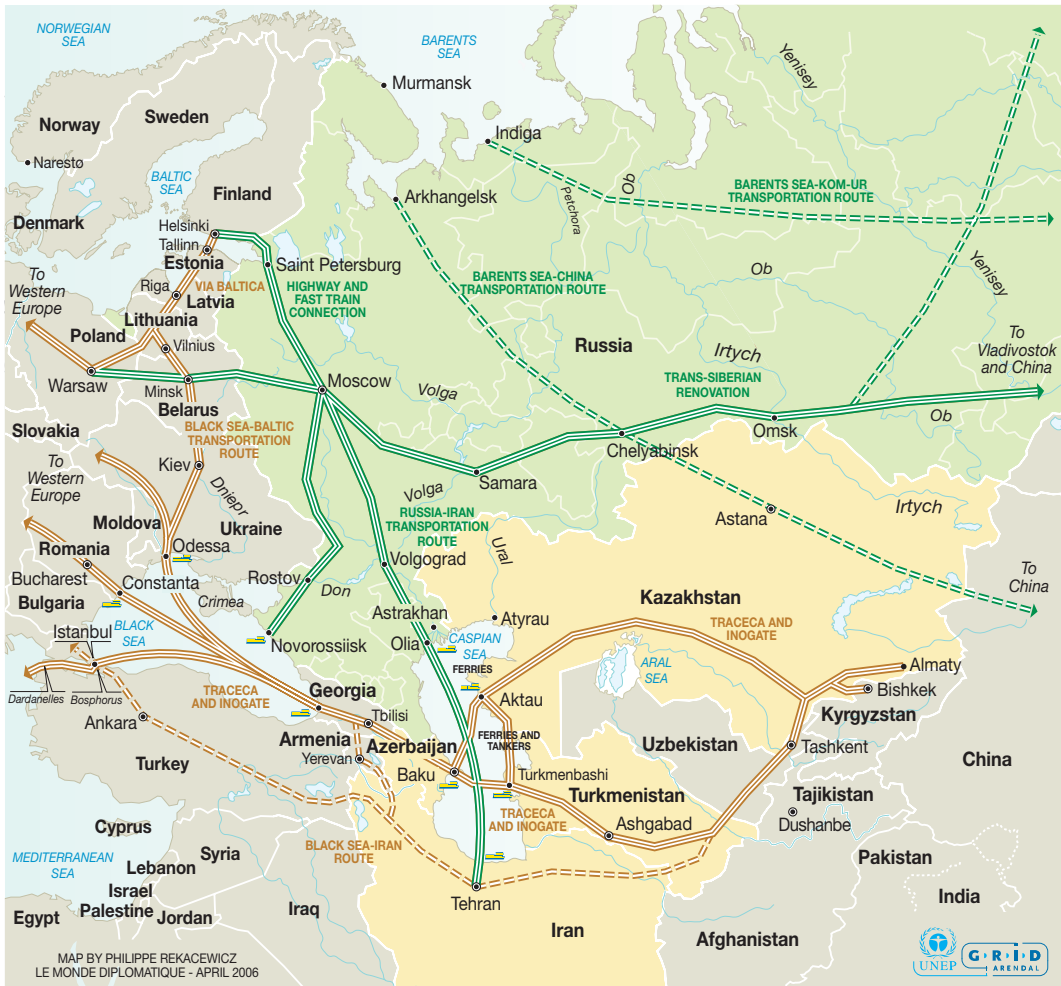 NORWEGIAN
SEA
BARENTS
SEA
Yenisey
Murmansk
Norway
Sweden
Indiga
Narestø
BALTIC
SEA
Finland
Arkhangelsk
Petchora
Ob
BARENTS SEA-KOM-UR
TRANSPORTATION ROUTE
Denmark
Helsinki
Tallinn
Estonia
Saint Petersburg
BARENTS SEA-CHINA
TRANSPORTATION ROUTE
Ob
Yenisey
To
Western
Europe
Riga
VIA BALTICA
Latvia
HIGHWAY AND
FAST TRAIN
CONNECTION
Lithuania
Poland
Vilnius
Russia
Irtych
To
Vladivostok
and China
Warsaw
Minsk
Moscow
Volga
TRANS-SIBERIAN
RENOVATION
Belarus
Ob
Slovakia
BLACK SEA-BALTIC
TRANSPORTATION
ROUTE
Omsk
Chelyabinsk
To
Western
Europe
Kiev
Dniepr
Samara
Volga
Irtych
Astana
RUSSIA-IRAN
TRANSPORTATION
ROUTE
Moldova
Ukraine
Odessa
Ural
Romania
Volgograd
Bucharest
Constanta
Rostov
Don
To
China
Bulgaria
Crimea
Kazakhstan
Astrakhan
Atyrau
TRACECA AND
INOGATE
Istanbul
BLACK
SEA
Novorossiisk
Olia
CASPIAN
SEA
FERRIES
ARAL
SEA
Almaty
Dardanelles
Bosphorus
TRACECA
AND INOGATE
Georgia
Aktau
Bishkek
Ankara
Tbilisi
Kyrgyzstan
Armenia
Azerbaijan
FERRIES AND
TANKERS
Uzbekistan
Tashkent
Yerevan
China
Turkey
Baku
Turkmenbashi
Turkmenistan
Tajikistan
TRACECA
AND INOGATE
Dushanbe
Cyprus
Ashgabad
BLACK SEA-IRAN
ROUTE
MEDITERRANEAN
SEA
Syria
Lebanon
Pakistan
Israel
Palestine
India
Tehran
Egypt
Jordan
Iraq
Iran
Afghanistan
MAP BY PHILIPPE REKACEWICZ
LE MONDE DIPLOMATIQUE - APRIL 2006
UNEP
GRID
ARENDAL